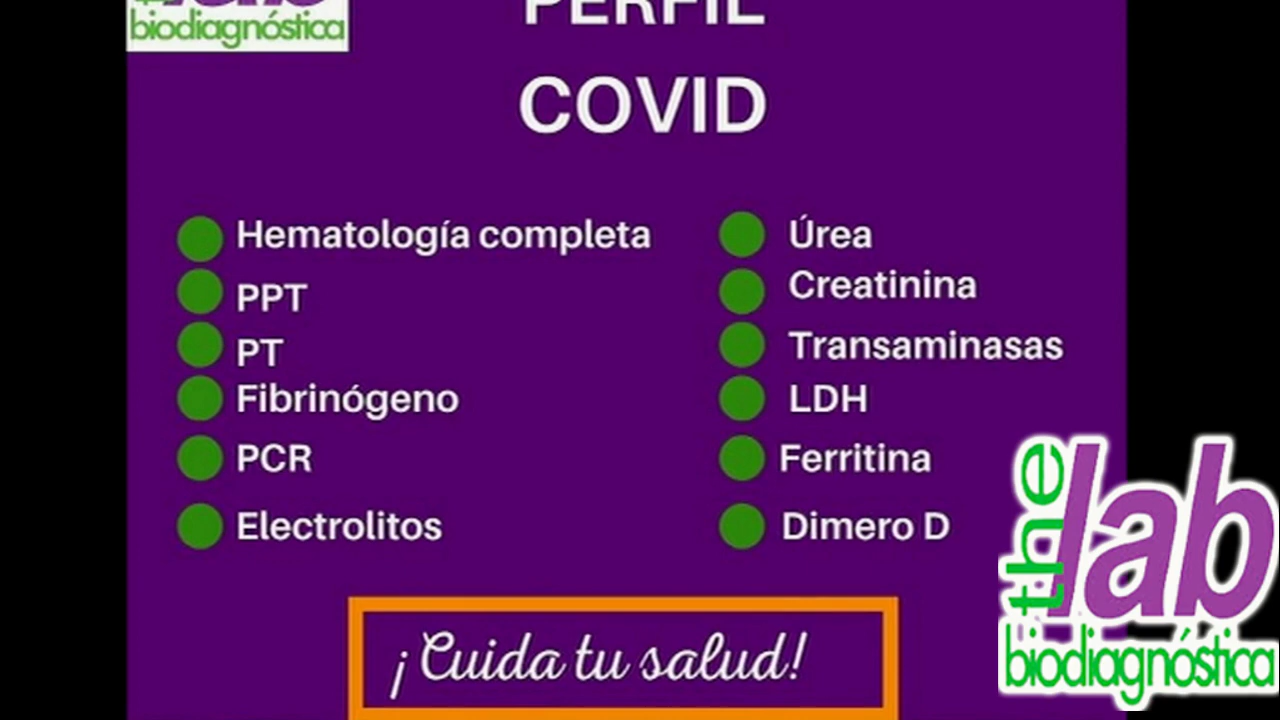 lab
biodiagnóstica
PERFIL
COVID
Hematología completa
PPT
PT
Fibrinógeno
PCR
Electrolitos
Úrea
Creatinina
Transaminasas
LDH
Ferritina
Dimero D
¡Cuida tu salud!
the lab
biodiagnóstica